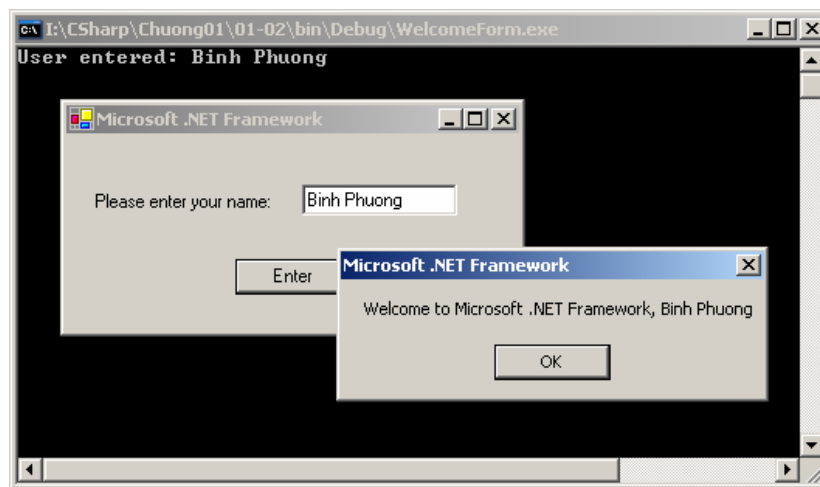 I:\CSharp\Chuong01\01-02\bin\Debug\WelcomeForm.exe
User entered: Binh Phuong
Microsoft .NET Framework
Please enter your name: Binh Phuong
Enter
Microsoft .NET Framework
Welcome to Microsoft .NET Framework, Binh Phuong
OK